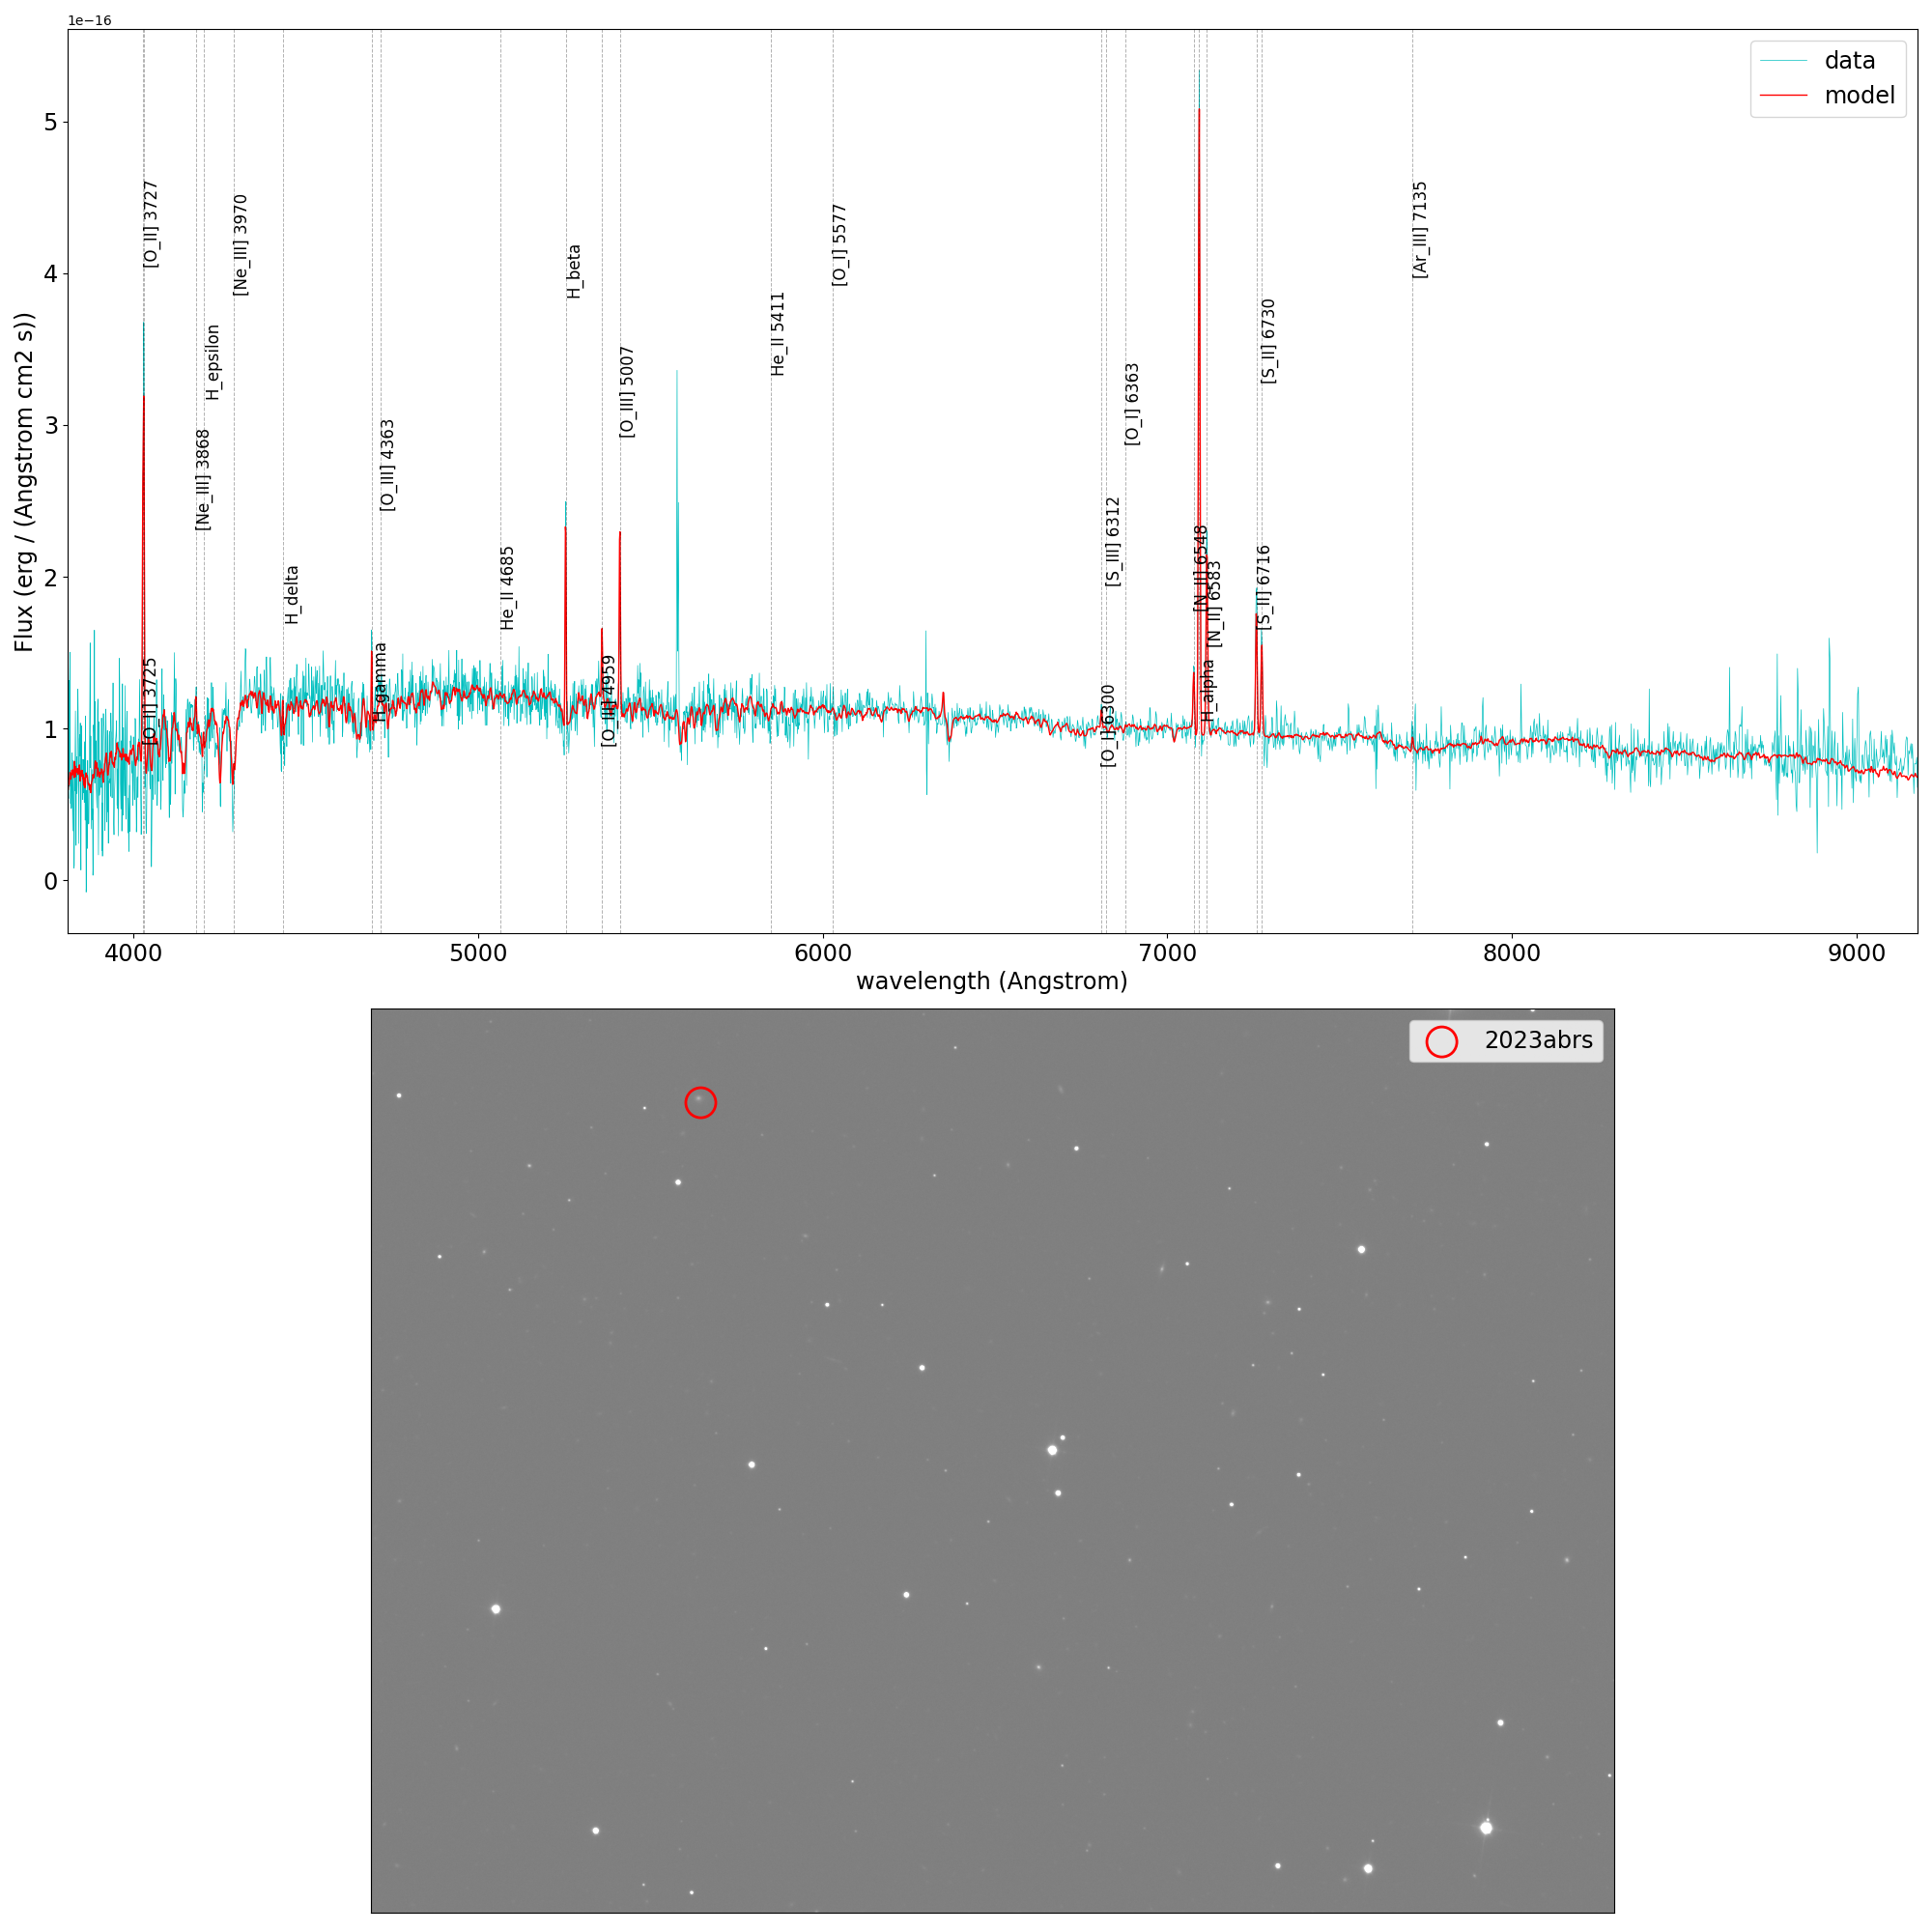 1e−16
data
model
5
4
3
2
1
0
Flux (erg / (Angstrom cm2 s))
[O_II] 3725
[O_II] 3727
[Ne_III] 3868
H_epsilon
[Ne_III] 3970
H_delta
H_gamma
[O_III] 4363
He_II 4685
H_beta
[O_III] 4959
[O_III] 5007
He_II 5411
[O_I] 5577
[O_I] 6300
[S_III] 6312
[O_I] 6363
[N_II] 6548
H_alpha
[N_II] 6583
[S_II] 6716
[S_II] 6730
[Ar_III] 7135
4000
5000
6000
7000
8000
9000
wavelength (Angstrom)
2023abrs